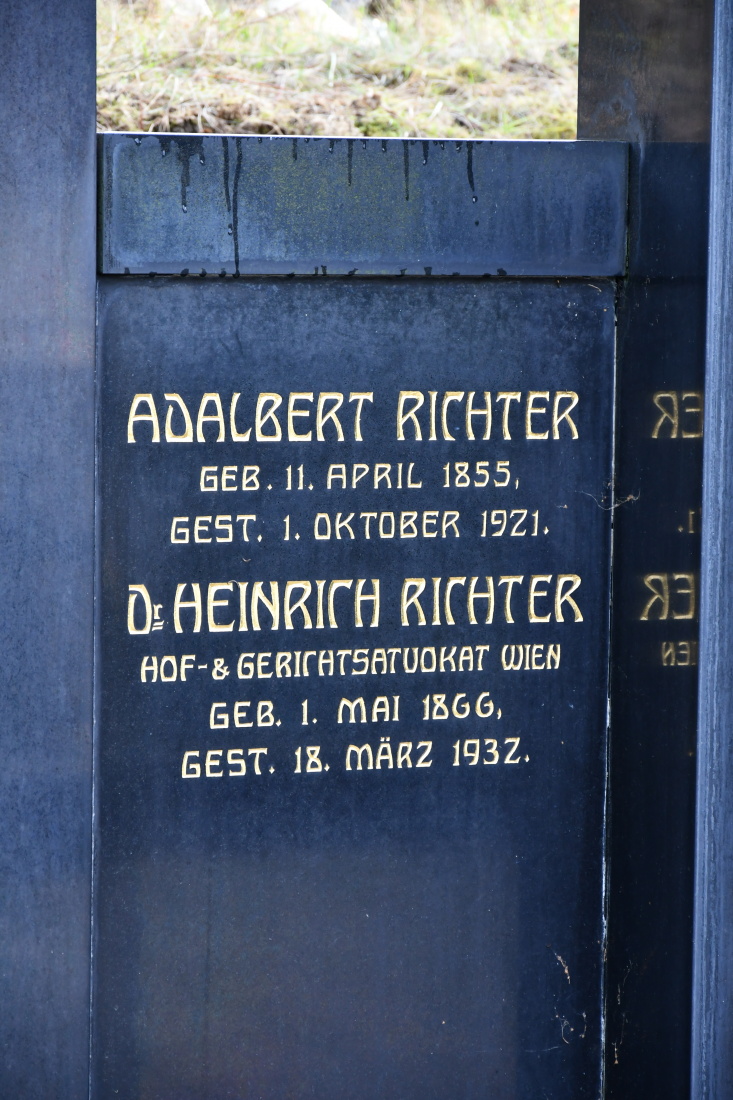 ADALBERT RICHTER
GEB. 11. APRIL 1855,
GEST. 1. OKTOBER 1921.
Dr HEINRICH RICHTER
HOF- & GERICHTSATVOKAT WIEN
GEB. 1. MAI 1866,
GEST. 18. MÄRZ 1932.